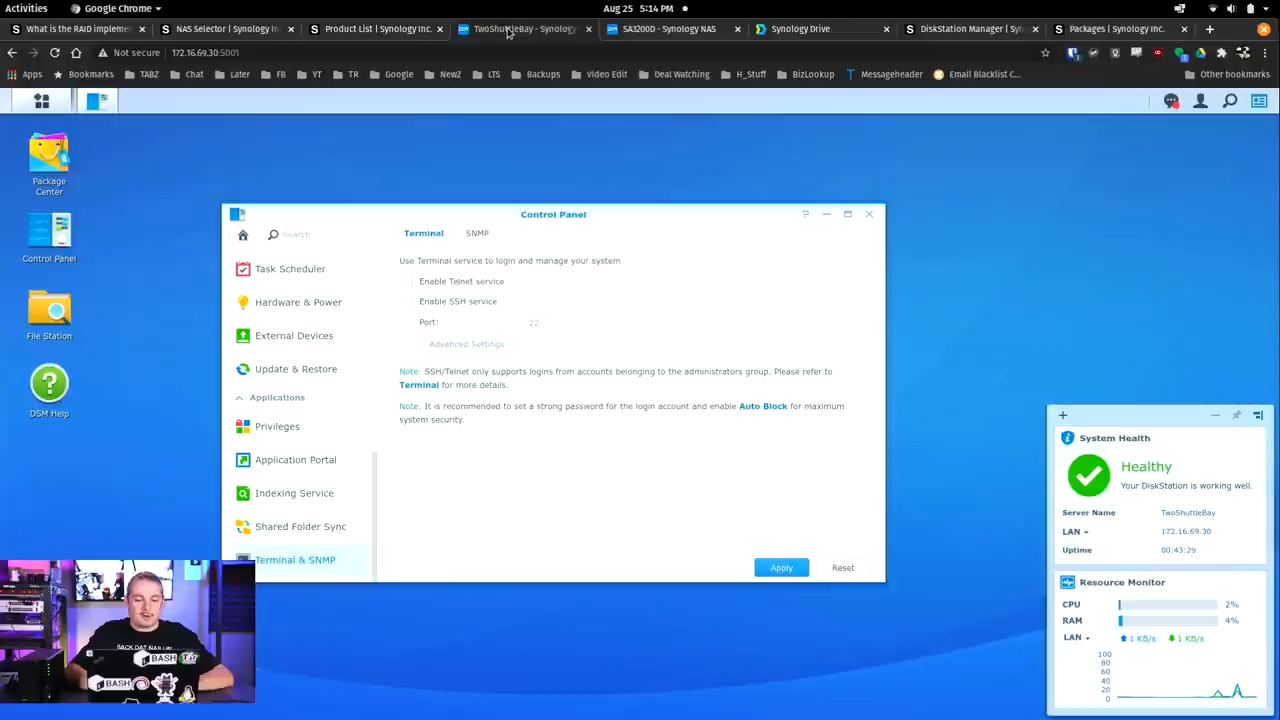 Activities
Google Chrome
Aug 25 5:14 PM
What is the RAID implemen
NAS Selector | Synology In
Product List | Synology Inc.
TwoShuttleBay - Synology
SA3200D - Synology NAS
Synology Drive
DiskStation Manager - Sy
Packages | Synology Inc.
Not secure
172.16.69.30:5001
Apps
Bookmarks
TABZ
Chat
Later
FB
YT
TR
Google
NewZ
LTS
Backups
Video Edit
Deal Watching
H_Stuff
BizLookup
Messageheader
Email Blacklist C...
Other bookmarks
Package
Center
Control Panel
File Station
DSM Help
Control Panel
Search
Task Scheduler
Hardware & Power
External Devices
Update & Restore
Applications
Privileges
Application Portal
Indexing Service
Shared Folder Sync
Terminal & SNMP
Terminal
SNMP
Use Terminal service to login and manage your system
Enable Telnet service
Enable SSH service
Port: 22
Advanced Settings
Note: SSH/Telnet only supports logins from accounts belonging to the administrators group. Please refer to
Terminal for more details.
Note: It is recommended to set a strong password for the login account and enable Auto Block for maximum
system security.
Apply
Reset
System Health
Healthy
Your DiskStation is working well.
Server Name TwoShuttleBay
LAN 172.16.69.30
Uptime 00:43:29
Resource Monitor
CPU 2%
RAM 4%
LAN 1 KB/s 1 KB/s
100
80
60
40
20
0
BASH
BASH